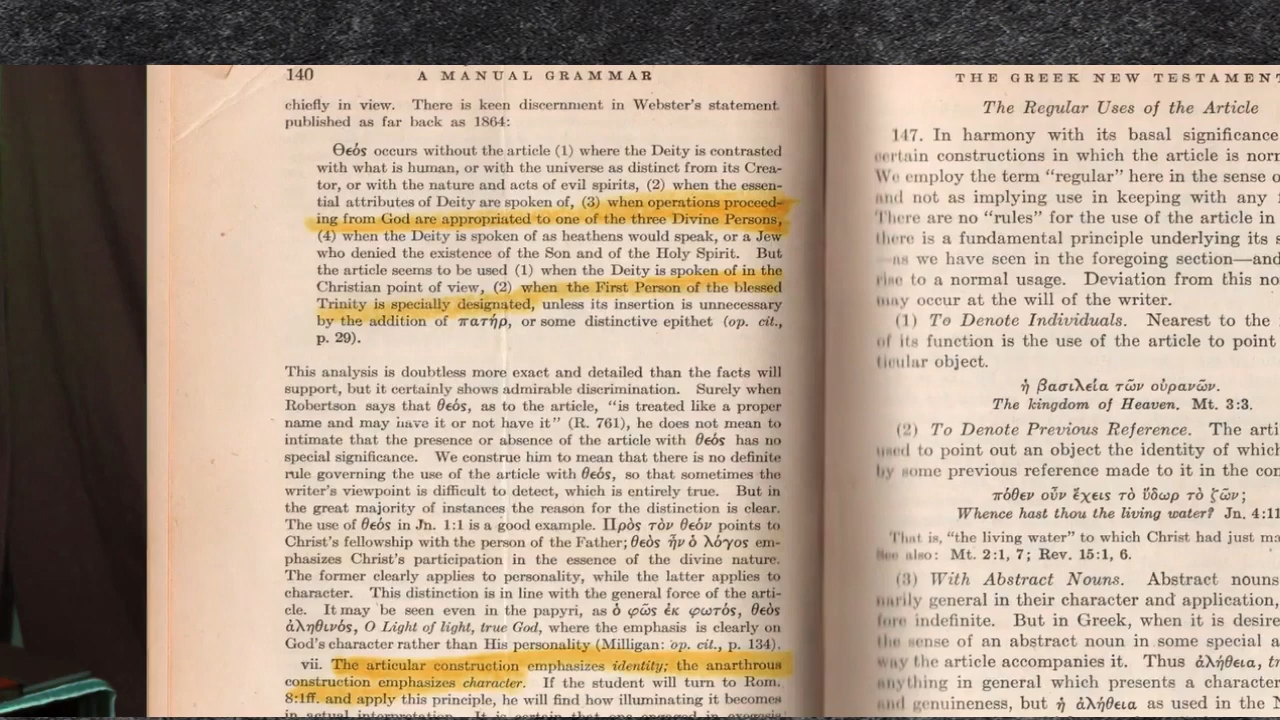 140 A MANUAL GRAMMAR
chiefly in view. There is keen discernment in Webster's statement
published as far back as 1864:
Θεός occurs without the article (1) where the Deity is contrasted
with what is human, or with the universe as distinct from its Crea-
tor, or with the nature and acts of evil spirits, (2) when the essen-
tial attributes of Deity are spoken of, (3) when operations proceed-
ing from God are appropriated to one of the three Divine Persons,
(4) when the Deity is spoken of as heathens would speak, or a Jew
who denied the existence of the Son and of the Holy Spirit. But
the article seems to be used (1) when the Deity is spoken of in the
Christian point of view, (2) when the First Person of the blessed
Trinity is specially designated, unless its insertion is unnecessary
by the addition of πατήρ, or some distinctive epithet (op. cit.,
p. 29).
This analysis is doubtless more exact and detailed than the facts will
support, but it certainly shows admirable discrimination. Surely when
Robertson says that θεός, as to the article, "is treated like a proper
name and may have it or not have it" (R. 761), he does not mean to
intimate that the presence or absence of the article with θεός has no
special significance. We construe him to mean that there is no definite
rule governing the use of the article with θεός, so that sometimes the
writer's viewpoint is difficult to detect, which is entirely true. But in
the great majority of instances the reason for the distinction is clear.
The use of θεός in Jn. 1:1 is a good example. Πρὸς τὸν θεόν points to
Christ's fellowship with the person of the Father; θεὸς ἦν ὁ λόγος em-
phasizes Christ's participation in the essence of the divine nature.
The former clearly applies to personality, while the latter applies to
character. This distinction is in line with the general force of the arti-
cle. It may be seen even in the papyri, as ὁ φῶς ἐκ φωτός, θεὸς
ἀληθινός, O Light of light, true God, where the emphasis is clearly on
God's character rather than His personality (Milligan: op. cit., p. 134).
vii. The articular construction emphasizes identity; the anarthrous
construction emphasizes character. If the student will turn to Rom.
8:1ff. and apply this principle, he will find how illuminating it becomes
in actual interpretation. It is certain that one engaged in exegesis
THE GREEK NEW TESTAMENT
The Regular Uses of the Article
147. In harmony with its basal significance
certain constructions in which the article is
We employ the term "regular" here in the sense
and not as implying use in keeping with any
There are no "rules" for the use of the article in
there is a fundamental principle underlying its
as we have seen in the foregoing section—and
rise to a normal usage. Deviation from this
may occur at the will of the writer.
(1) To Denote Individuals. Nearest to the
of its function is the use of the article to point
ticular object.
ἡ βασιλεία τῶν οὐρανῶν.
The kingdom of Heaven. Mt. 3:3.
(2) To Denote Previous Reference. The
used to point out an object the identity of which
by some previous reference made to it in the
πόθεν οὖν ἔχεις τὸ ὕδωρ τὸ ζῶν;
Whence hast thou the living water? Jn. 4:11
That is, "the living water" to which Christ had just
See also: Mt. 2:1, 7; Rev. 15:1, 6.
(3) With Abstract Nouns. Abstract nouns
narily general in their character and application,
fore indefinite. But in Greek, when it is desired
the sense of an abstract noun in some special
way the article accompanies it. Thus ἀλήθεια,
anything in general which presents a character
and genuineness, but ἡ ἀλήθεια as used in the